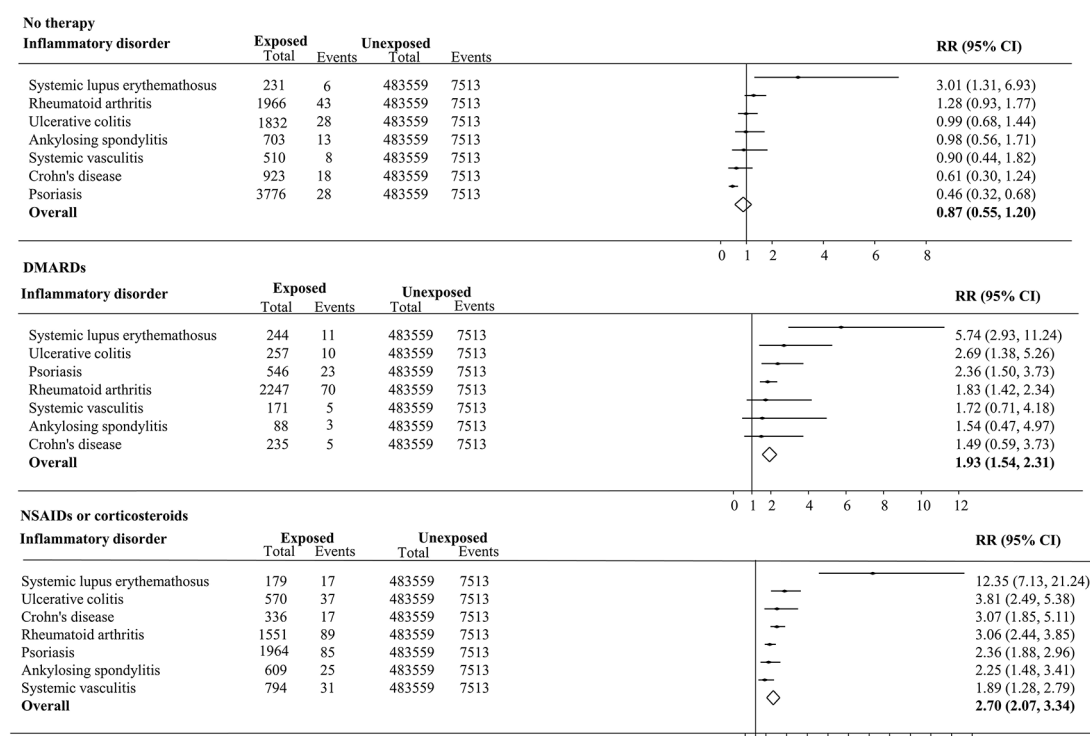 No therapy
Inflammatory disorder Exposed Unexposed RR (95% CI)
Total Events Total Events
Systemic lupus erythemathosus 231 6 483559 7513 3.01 (1.31, 6.93)
Rheumatoid arthritis 1966 43 483559 7513 1.28 (0.93, 1.77)
Ulcerative colitis 1832 28 483559 7513 0.99 (0.68, 1.44)
Ankylosing spondylitis 703 13 483559 7513 0.98 (0.56, 1.71)
Systemic vasculitis 510 8 483559 7513 0.90 (0.44, 1.82)
Crohn's disease 923 18 483559 7513 0.61 (0.30, 1.24)
Psoriasis 3776 28 483559 7513 0.46 (0.32, 0.68)
Overall 0.87 (0.55, 1.20)
0 1 2 4 6 8
DMARDs
Inflammatory disorder Exposed Unexposed RR (95% CI)
Total Events Total Events
Systemic lupus erythemathosus 244 11 483559 7513 5.74 (2.93, 11.24)
Ulcerative colitis 257 10 483559 7513 2.69 (1.38, 5.26)
Psoriasis 546 23 483559 7513 2.36 (1.50, 3.73)
Rheumatoid arthritis 2247 70 483559 7513 1.83 (1.42, 2.34)
Systemic vasculitis 171 5 483559 7513 1.72 (0.71, 4.18)
Ankylosing spondylitis 88 3 483559 7513 1.54 (0.47, 4.97)
Crohn's disease 235 5 483559 7513 1.49 (0.59, 3.73)
Overall 1.93 (1.54, 2.31)
0 1 2 4 6 8 10 12
NSAIDs or corticosteroids
Inflammatory disorder Exposed Unexposed RR (95% CI)
Total Events Total Events
Systemic lupus erythemathosus 179 17 483559 7513 12.35 (7.13, 21.24)
Ulcerative colitis 570 37 483559 7513 3.81 (2.49, 5.38)
Crohn's disease 336 17 483559 7513 3.07 (1.85, 5.11)
Rheumatoid arthritis 1551 89 483559 7513 3.06 (2.44, 3.85)
Psoriasis 1964 85 483559 7513 2.36 (1.88, 2.96)
Ankylosing spondylitis 609 25 483559 7513 2.25 (1.48, 3.41)
Systemic vasculitis 794 31 483559 7513 1.89 (1.28, 2.79)
Overall 2.70 (2.07, 3.34)